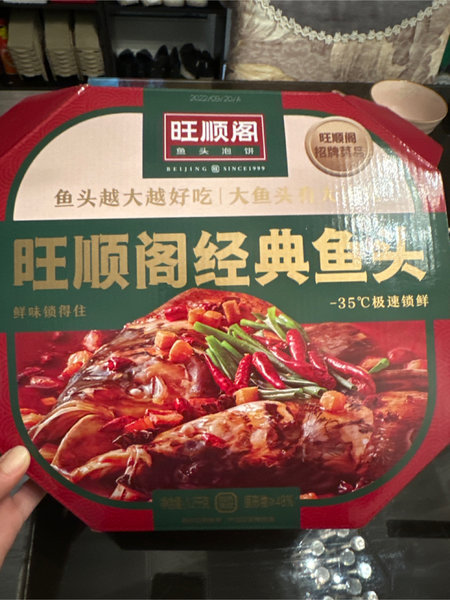 2022/09/20/A
旺顺阁
鱼头泡饼
BEIJING SINCE1999
旺顺阁
招牌菜品
鱼头越大越好吃|大鱼头
旺顺阁经典鱼头
鲜味锁得住
-35℃极速锁鲜